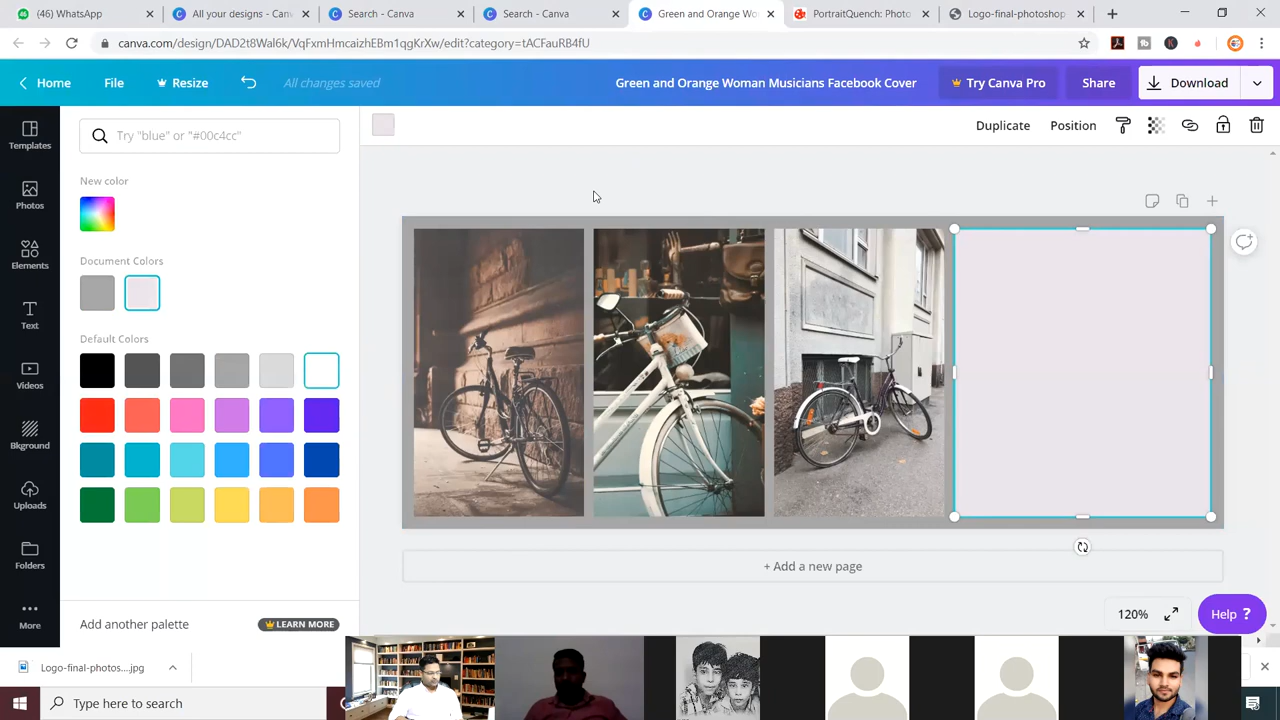 (46) WhatsApp
All your designs - Canva
Search - Canva
Search - Canva
Green and Orange Wo
PortraitQuench: Photo
Logo-final-photoshop
canva.com/design/DAD2t8Wal6k/VqFxmHmcaizhEBm1qgKrXw/edit?category=tACFauRB4fU
Home
File
Resize
All changes saved
Green and Orange Woman Musicians Facebook Cover
Try Canva Pro
Share
Download
Templates
Photos
Elements
Text
Videos
Bkground
Uploads
Folders
More
Try "blue" or "#00c4cc"
New color
Document Colors
Default Colors
Add another palette
LEARN MORE
Duplicate
Position
+ Add a new page
120%
Help ?
Logo-final-photos....jpg
Type here to search